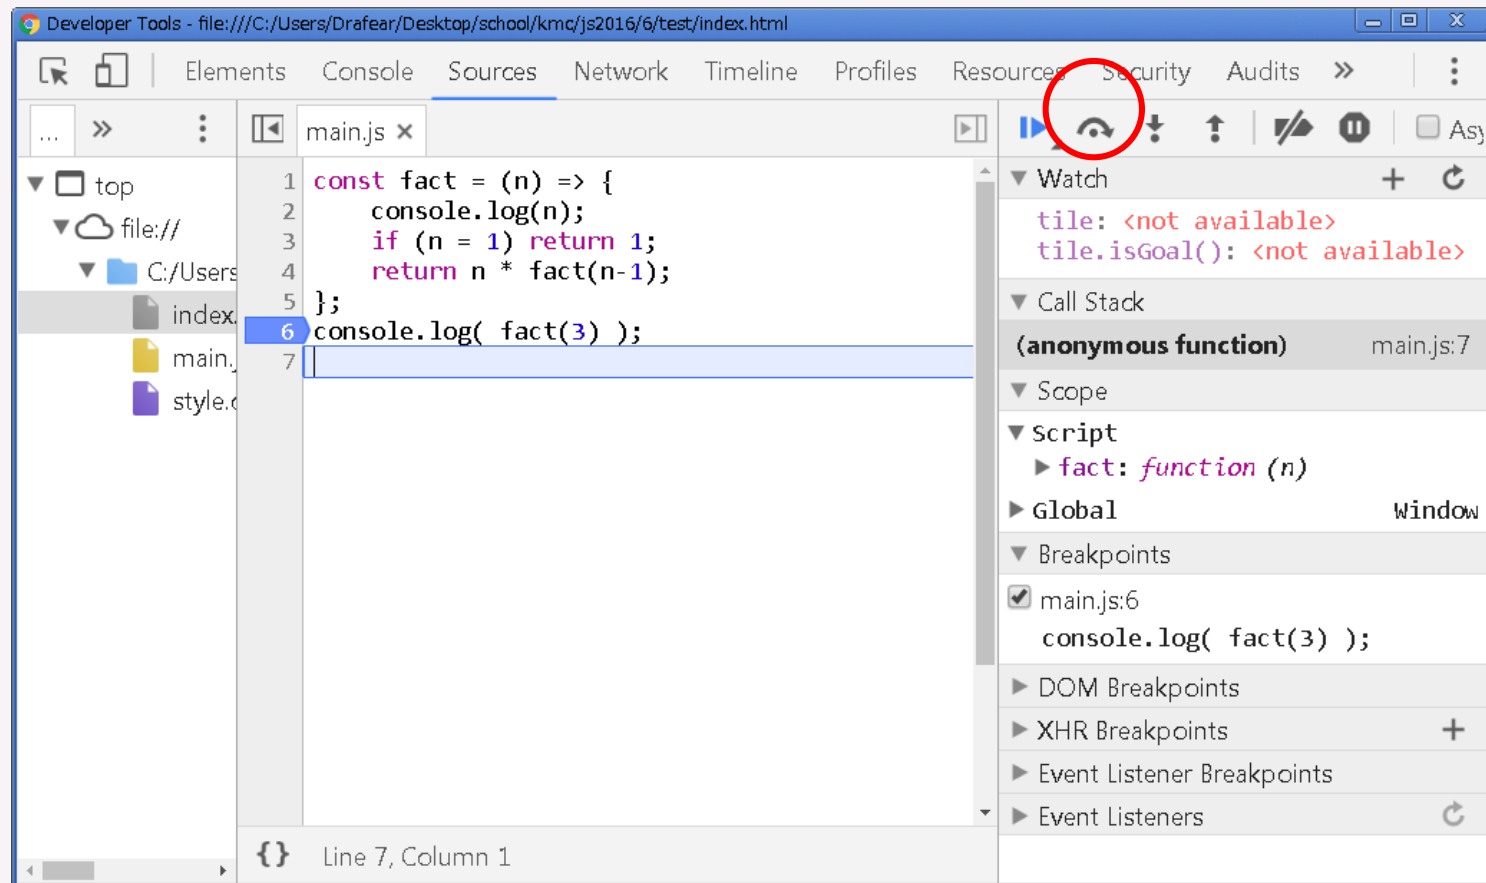 Developer Tools - file:///C:/Users/Drafear/Desktop/school/kmc/js2016/6/test/index.html
Elements Console Sources Network Timeline Profiles Resources Security Audits »
... » main.js × Asy
top
file://
C:/Users
index.
main.j
style.c
1 const fact = (n) => {
2 console.log(n);
3 if (n = 1) return 1;
4 return n * fact(n-1);
5 };
6 console.log( fact(3) );
7
{} Line 7, Column 1
Watch
tile: <not available>
tile.isGoal(): <not available>
Call Stack
(anonymous function) main.js:7
Scope
Script
fact: function (n)
Global Window
Breakpoints
main.js:6
console.log( fact(3) );
DOM Breakpoints
XHR Breakpoints
Event Listener Breakpoints
Event Listeners